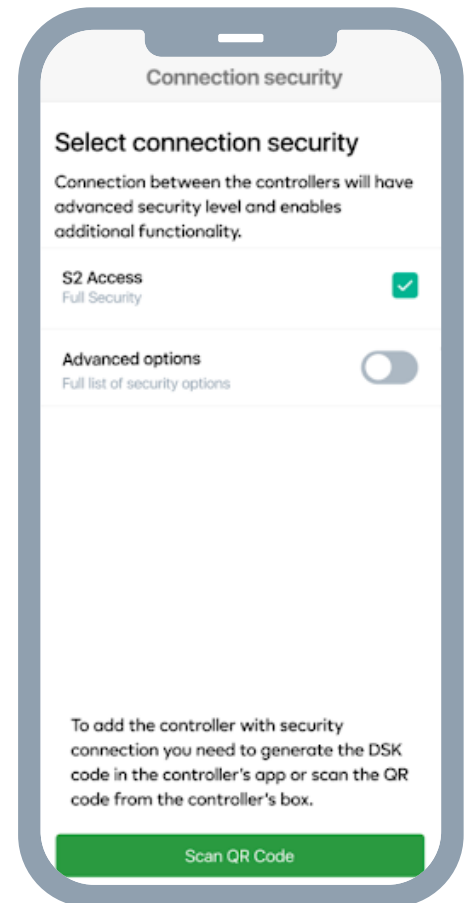 Connection security
Select connection security
Connection between the controllers will have
advanced security level and enables
additional functionality.
S2 Access
Full Security
Advanced options
Full list of security options
To add the controller with security
connection you need to generate the DSK
code in the controller's app or scan the QR
code from the controller's box.
Scan QR Code